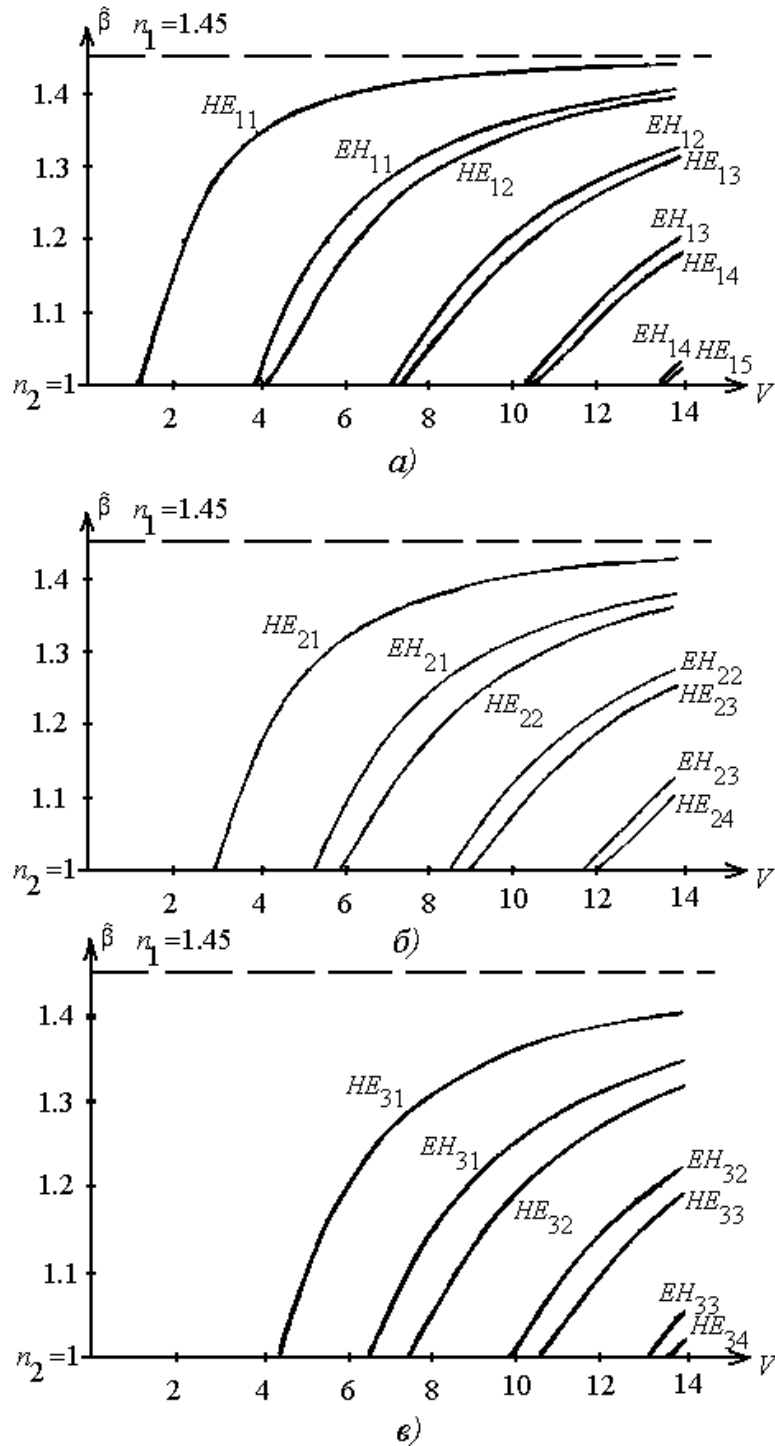 β̂ n₁=1.45
1.4
HE₁₁
EH₁₁
HE₁₂
EH₁₂
HE₁₃
1.3
1.2
EH₁₃
HE₁₄
1.1
EH₁₄ HE₁₅
n₂=1
2 4 6 8 10 12 14 V
а)
β̂ n₁=1.45
1.4
HE₂₁
EH₂₁
1.3
EH₂₂
HE₂₂
HE₂₃
1.2
EH₂₃
1.1
HE₂₄
n₂=1
2 4 6 8 10 12 14 V
б)
β̂ n₁=1.45
1.4
HE₃₁
1.3
EH₃₁
EH₃₂
1.2
HE₃₂
HE₃₃
1.1
EH₃₃
HE₃₄
n₂=1
2 4 6 8 10 12 14 V
в)